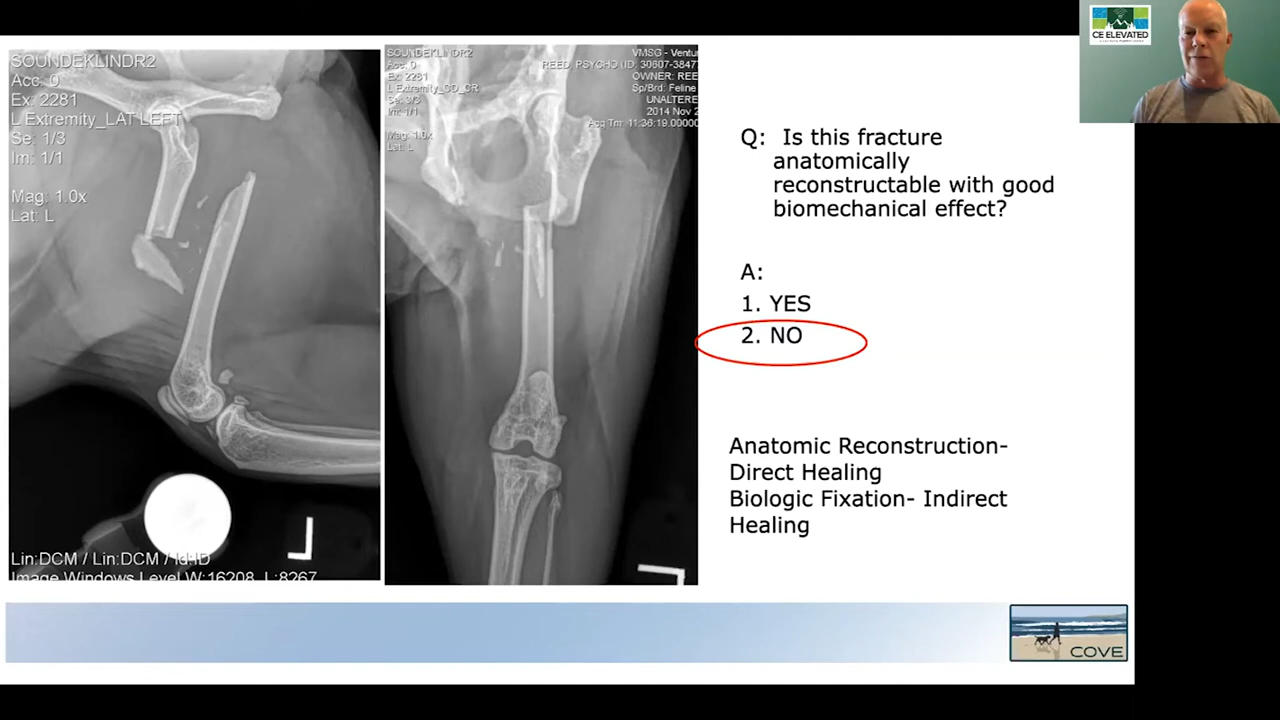 SOUNDEKLINDR2
Acc. 0
Ex: 2281
L Extremity_LAT LEFT
Se: 1/3
Im: 1/1
Mag: 1.0x
Lat: L
L
Lin:DCM / Lin:DCM / Id:ID
Image Windows Level W:16208 L:8267
SOUNDEKLINDR2
Acc. 0
Ex: 2281
L Extremity_CD_CR
Se: 3/3
Im: 1/1
Mag: 1.0x
Lat: L
VMSG - Ventur
REED, PSYCHO (ID: 30607-38471
OWNER: REE
Sp/Brd: Feline
UNALTERE
2014 Nov 2
Acq Tm: 11:36:19.00000
Q: Is this fracture
anatomically
reconstructable with good
biomechanical effect?
A:
1. YES
2. NO
Anatomic Reconstruction-
Direct Healing
Biologic Fixation- Indirect
Healing
CE ELEVATED
COVE